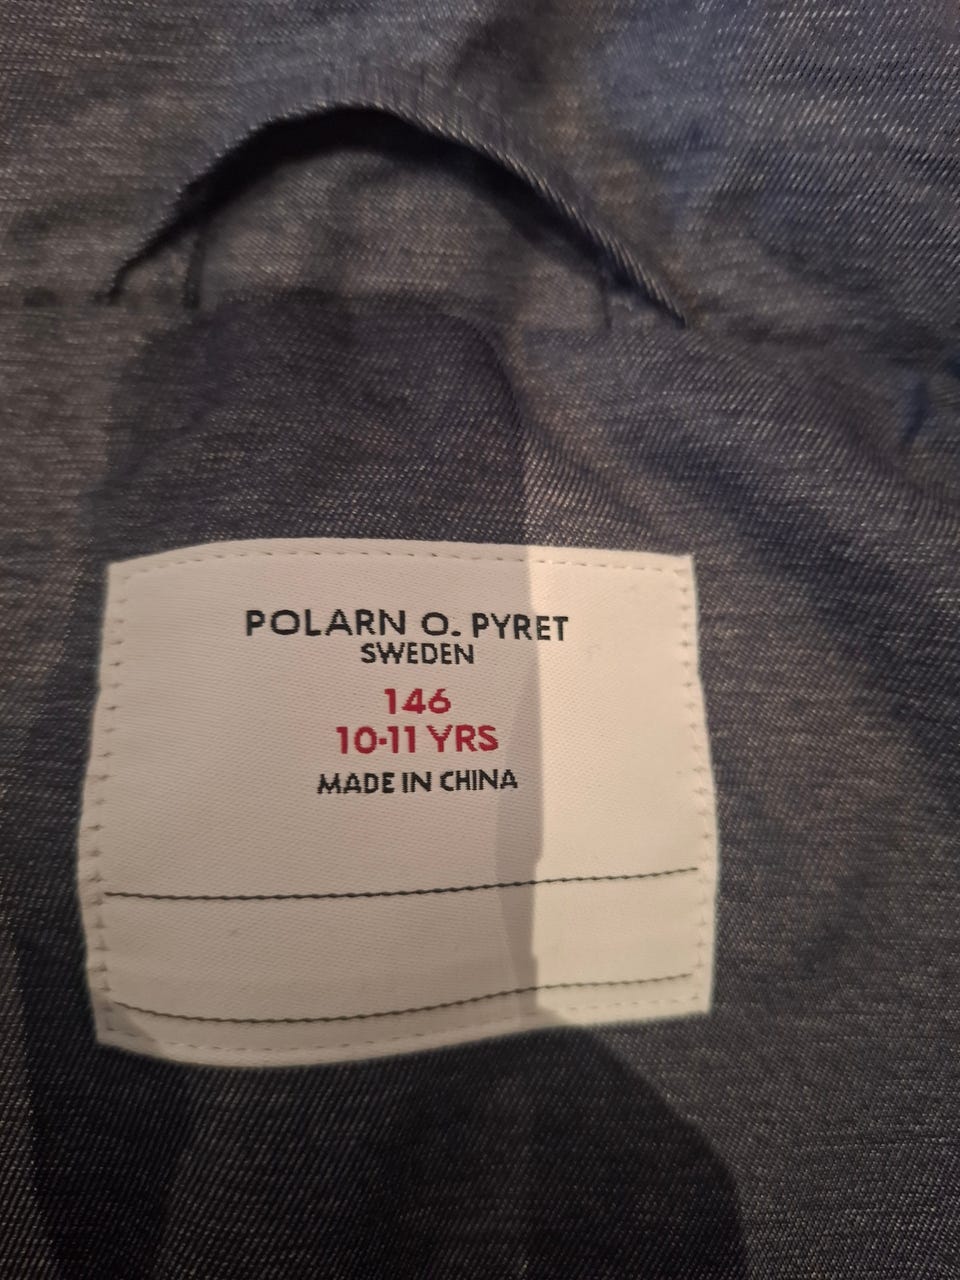 POLARN O. PYRET
SWEDEN
146
10-11 YRS
MADE IN CHINA